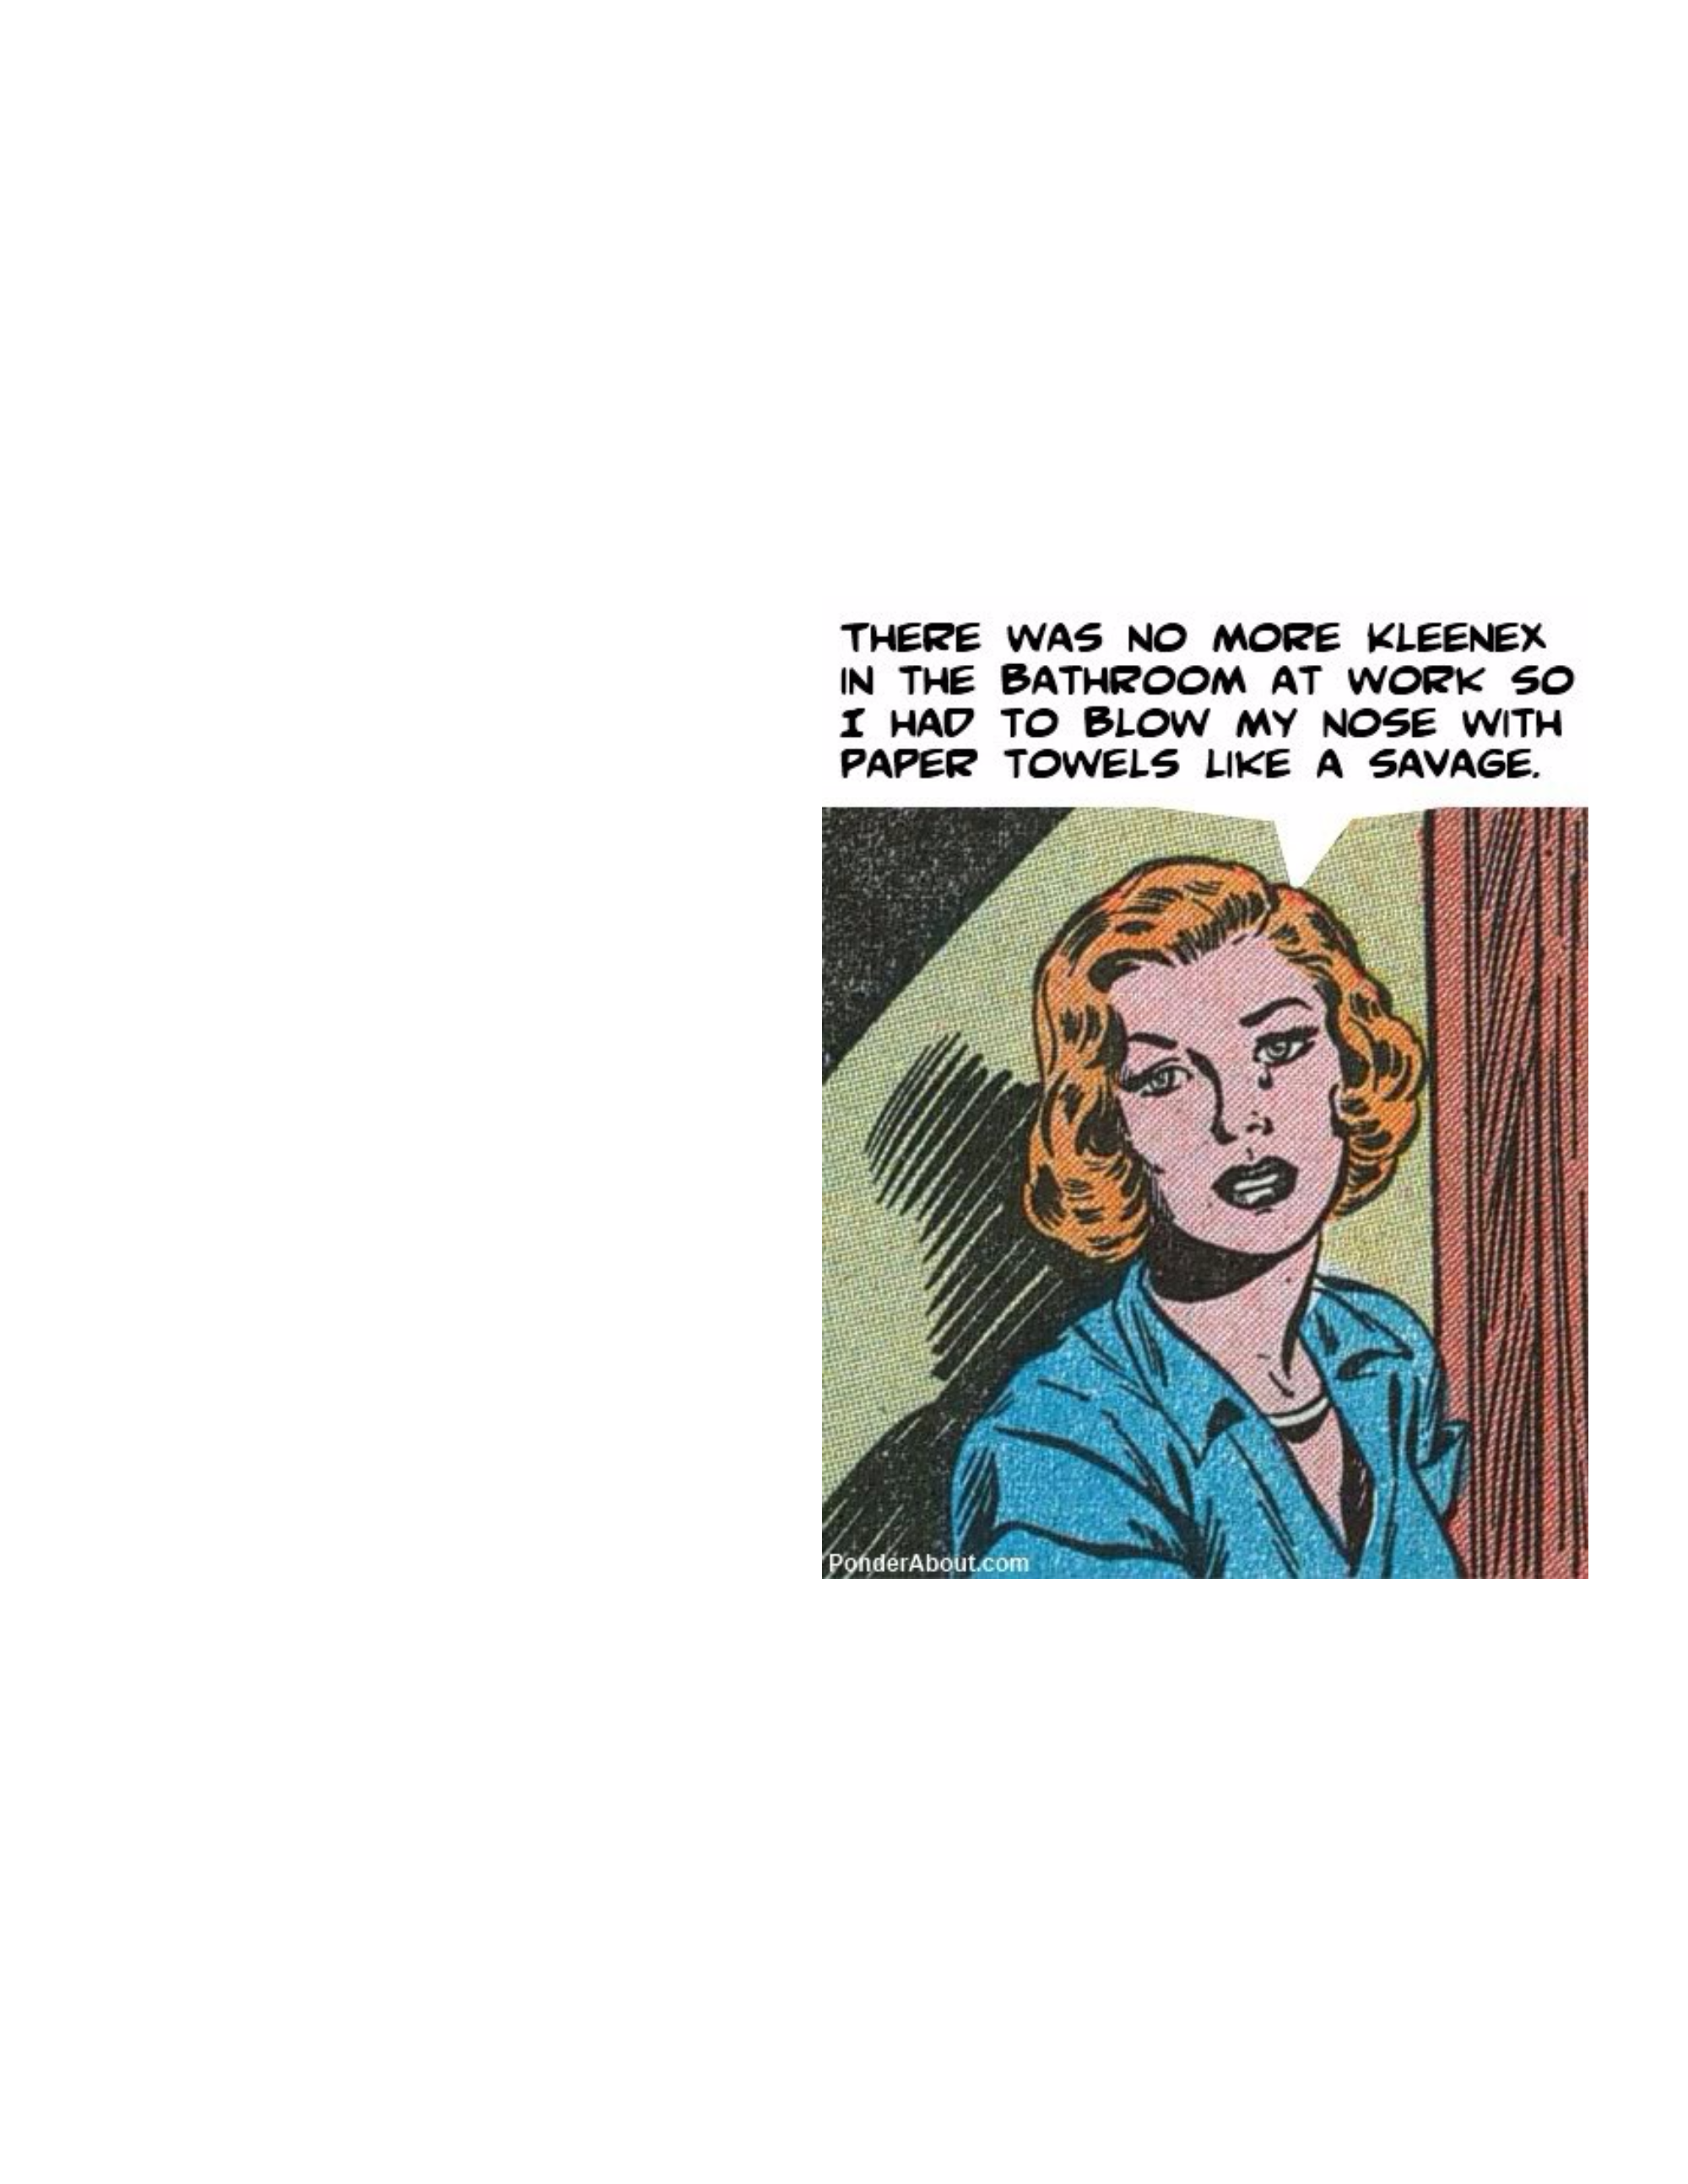 THERE WAS NO MORE KLEENEX
IN THE BATHROOM AT WORK SO
I HAD TO BLOW MY NOSE WITH
PAPER TOWELS LIKE A SAVAGE.
PonderAbout.com